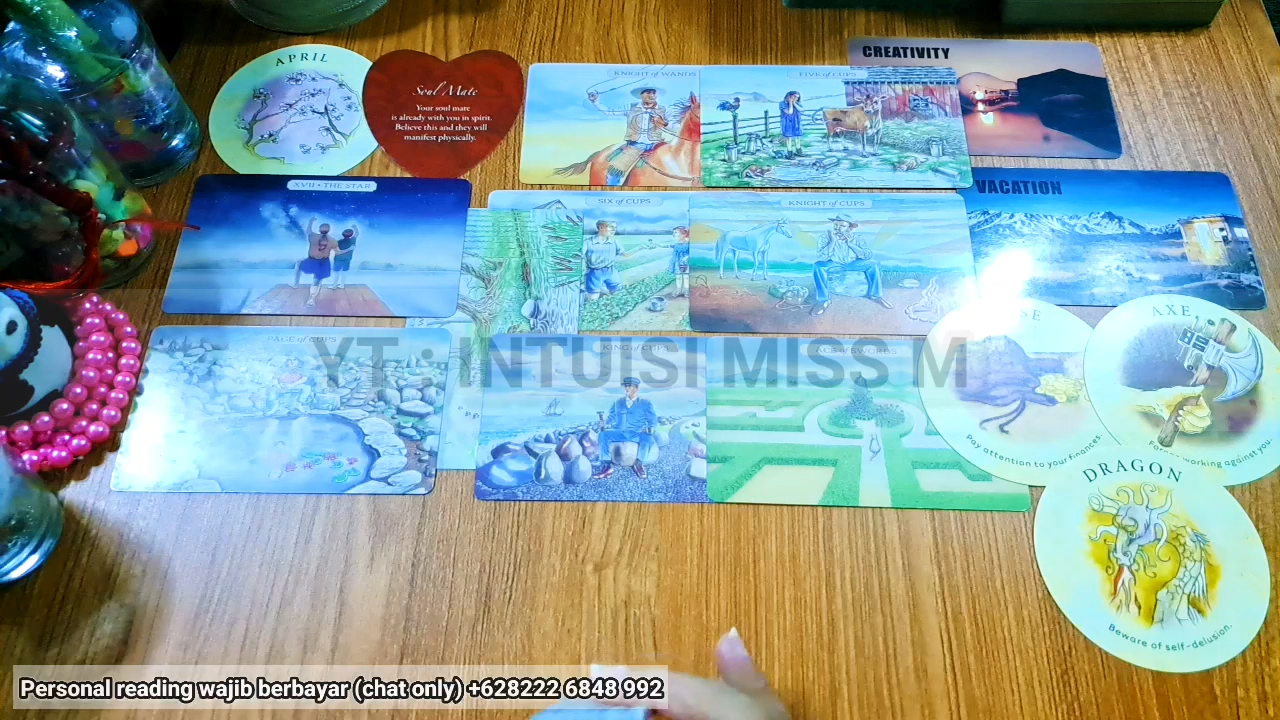 APRIL
Soul Mate
Your soul mate
is already with you in spirit.
Believe this and they will
manifest physically.
KNIGHT of WANDS
FIVE of CUPS
CREATIVITY
XVII • THE STAR
SIX of CUPS
KNIGHT of CUPS
VACATION
PAGE of CUPS
KING of CUPS
YT : INTUISI MISS M
AXE
Pay attention to your finances.
working against you.
DRAGON
Beware of self-delusion.
Personal reading wajib berbayar (chat only) +628222 6848 992